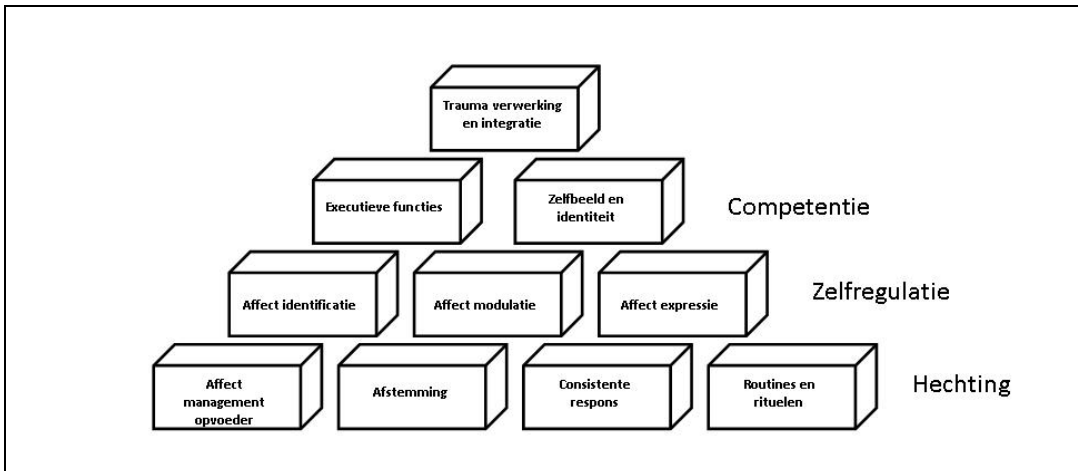 Trauma verwerking
en integratie
Executieve functies
Zelfbeeld en
identiteit
Competentie
Affect identificatie
Affect modulatie
Affect expressie
Zelfregulatie
Affect
management
opvoeder
Afstemming
Consistente
respons
Routines en
rituelen
Hechting